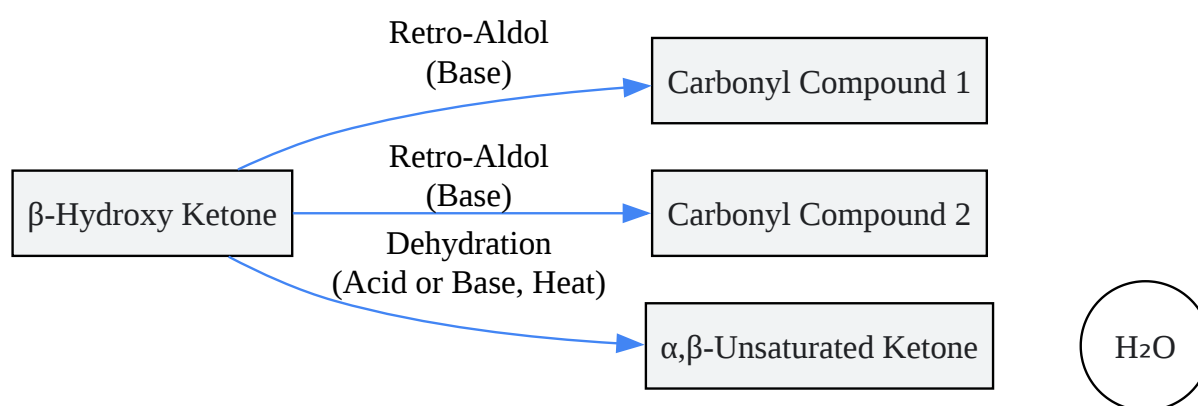 Retro-Aldol
(Base)
Carbonyl Compound 1
Retro-Aldol
(Base)
β-Hydroxy Ketone
Carbonyl Compound 2
Dehydration
(Acid or Base, Heat)
α,β-Unsaturated Ketone
H₂O